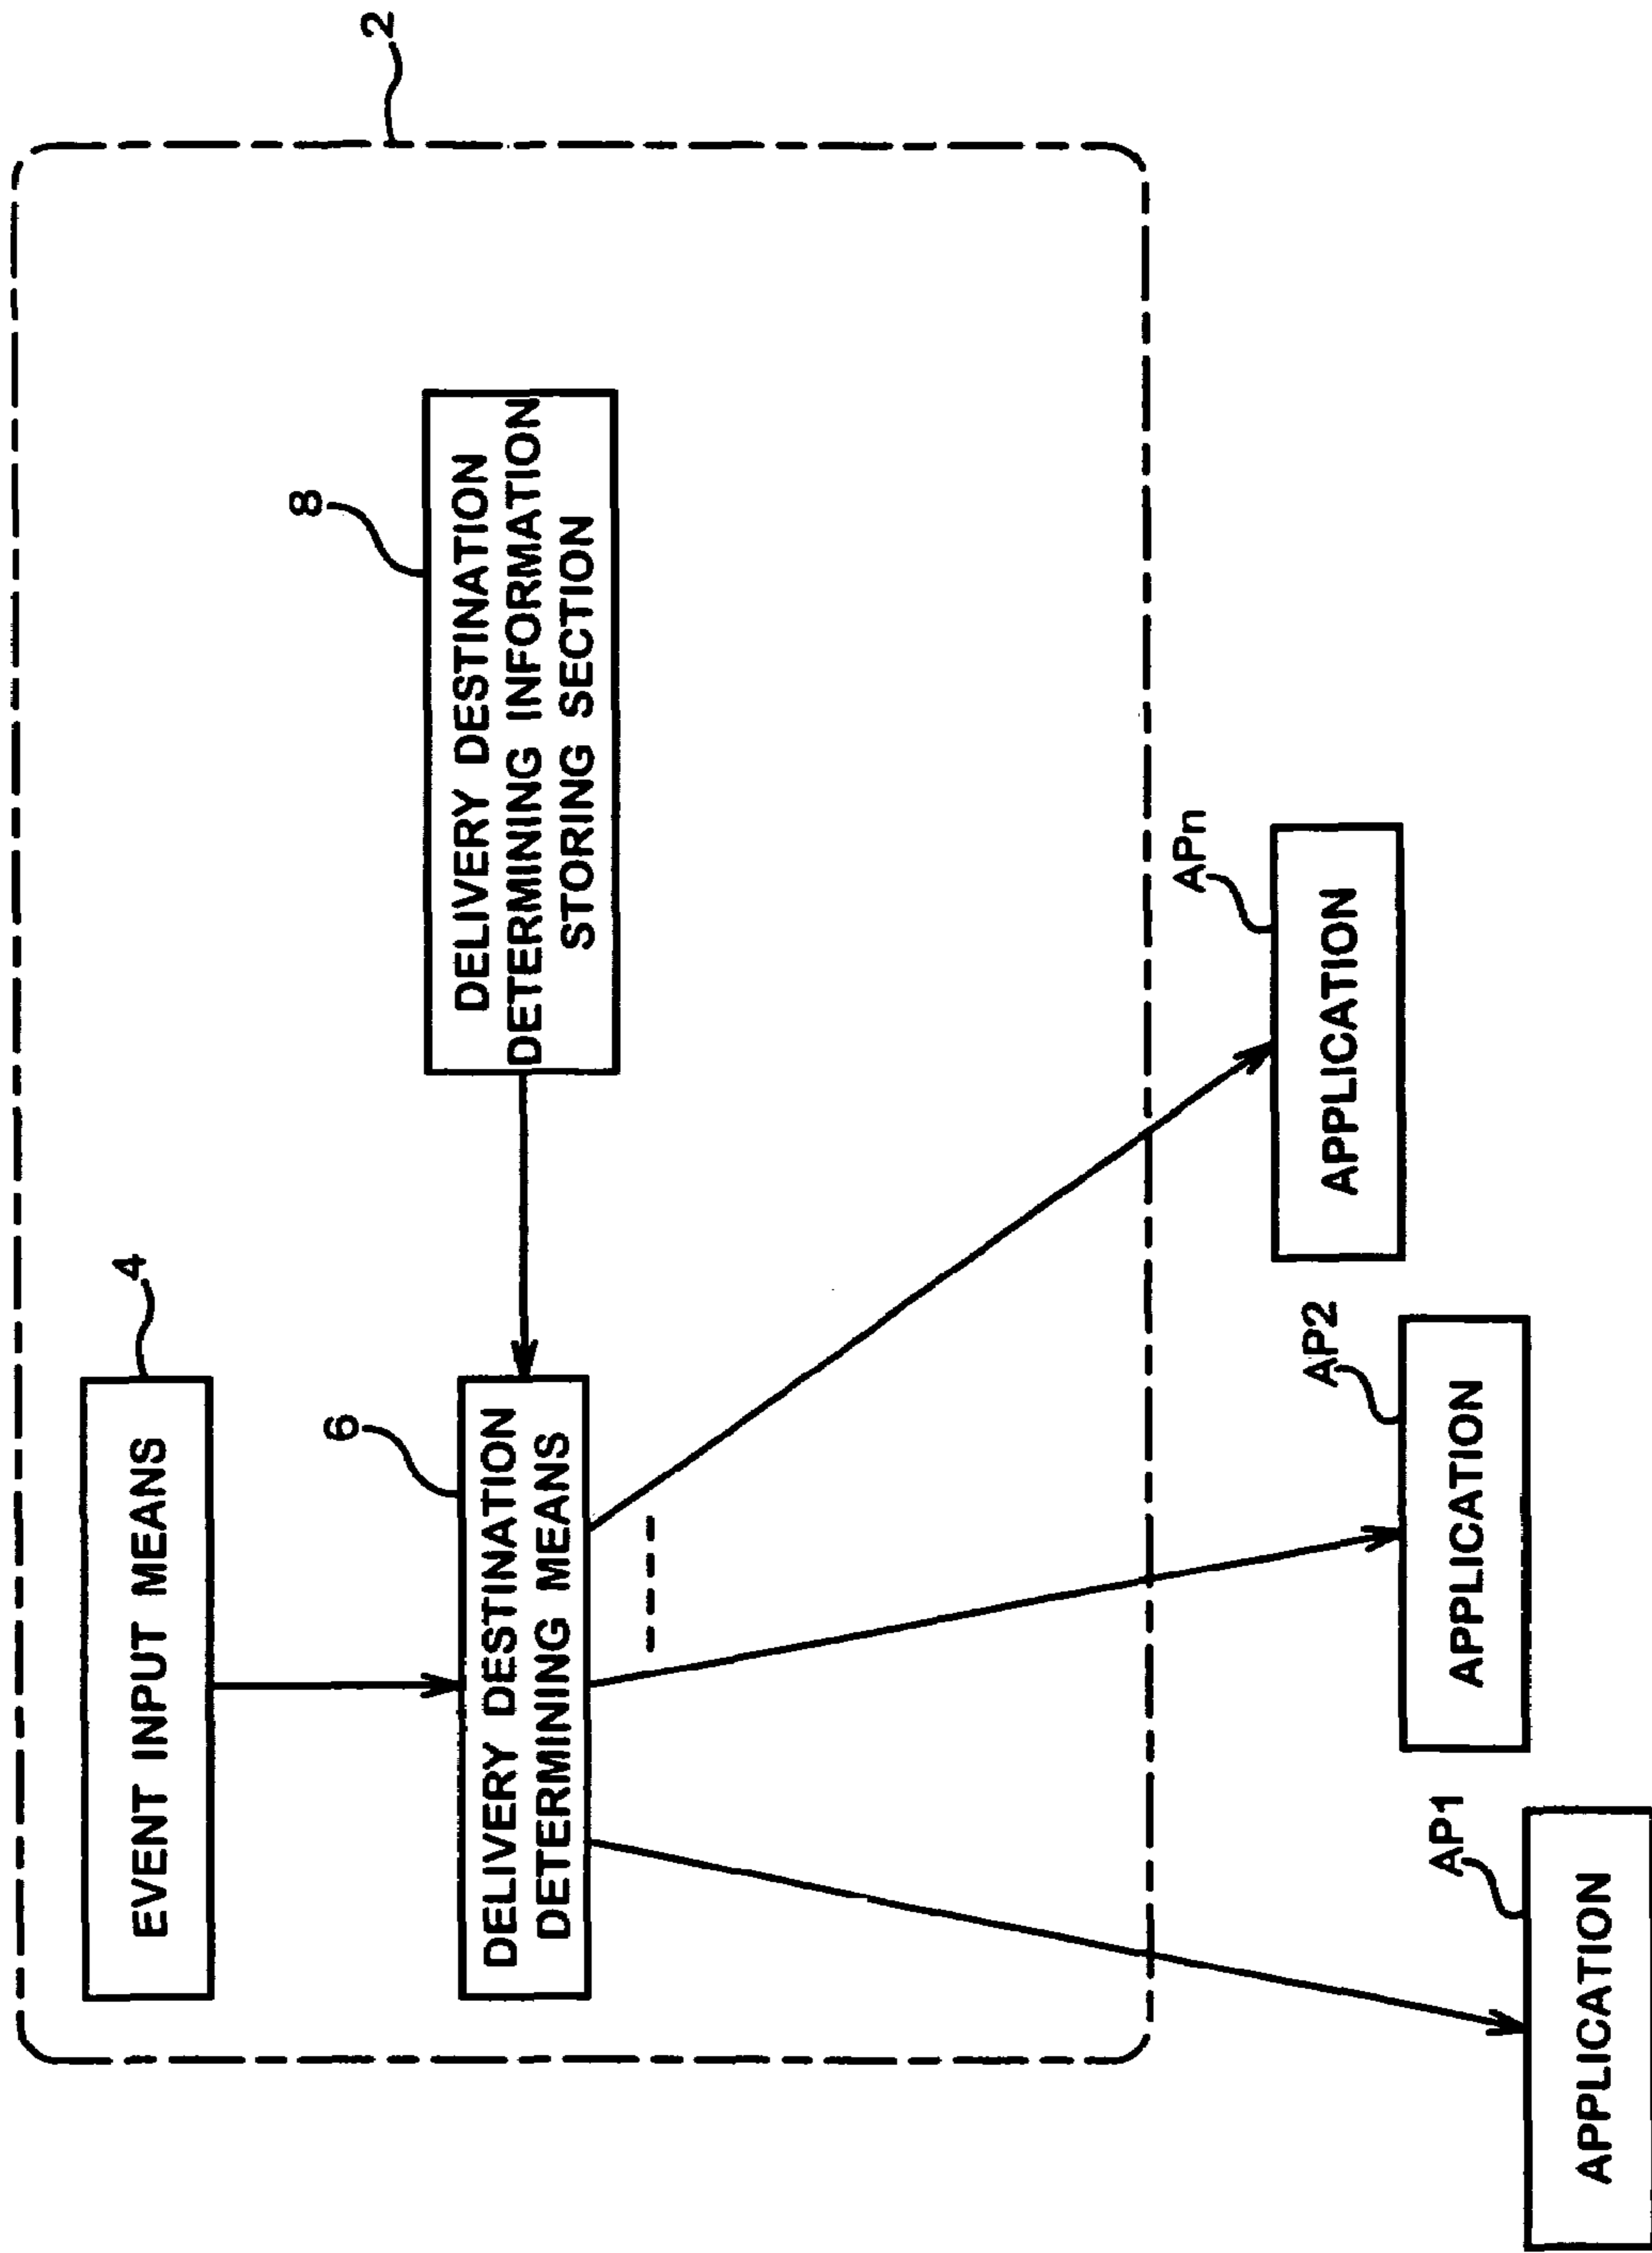 2
EVENT INPUT MEANS
4
DELIVERY DESTINATION
DETERMINING MEANS
6
DELIVERY DESTINATION
DETERMINING INFORMATION
STORING SECTION
8
APPLICATION
AP1
APPLICATION
AP2
APPLICATION
APn